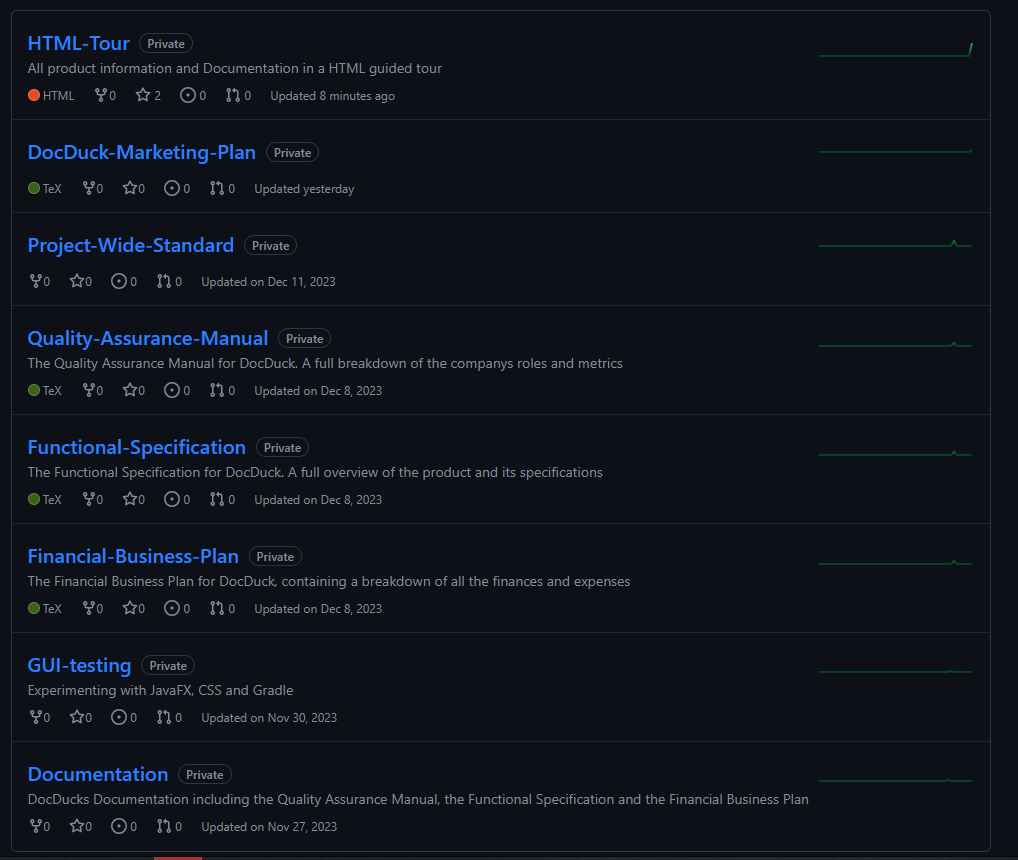 HTML-Tour Private
All product information and Documentation in a HTML guided tour
HTML 0 2 0 0 Updated 8 minutes ago
DocDuck-Marketing-Plan Private
TeX 0 0 0 0 Updated yesterday
Project-Wide-Standard Private
0 0 0 0 Updated on Dec 11, 2023
Quality-Assurance-Manual Private
The Quality Assurance Manual for DocDuck. A full breakdown of the companys roles and metrics
TeX 0 0 0 0 Updated on Dec 8, 2023
Functional-Specification Private
The Functional Specification for DocDuck. A full overview of the product and its specifications
TeX 0 0 0 0 Updated on Dec 8, 2023
Financial-Business-Plan Private
The Financial Business Plan for DocDuck, containing a breakdown of all the finances and expenses
TeX 0 0 0 0 Updated on Dec 8, 2023
GUI-testing Private
Experimenting with JavaFX, CSS and Gradle
0 0 0 0 Updated on Nov 30, 2023
Documentation Private
DocDucks Documentation including the Quality Assurance Manual, the Functional Specification and the Financial Business Plan
0 0 0 0 Updated on Nov 27, 2023